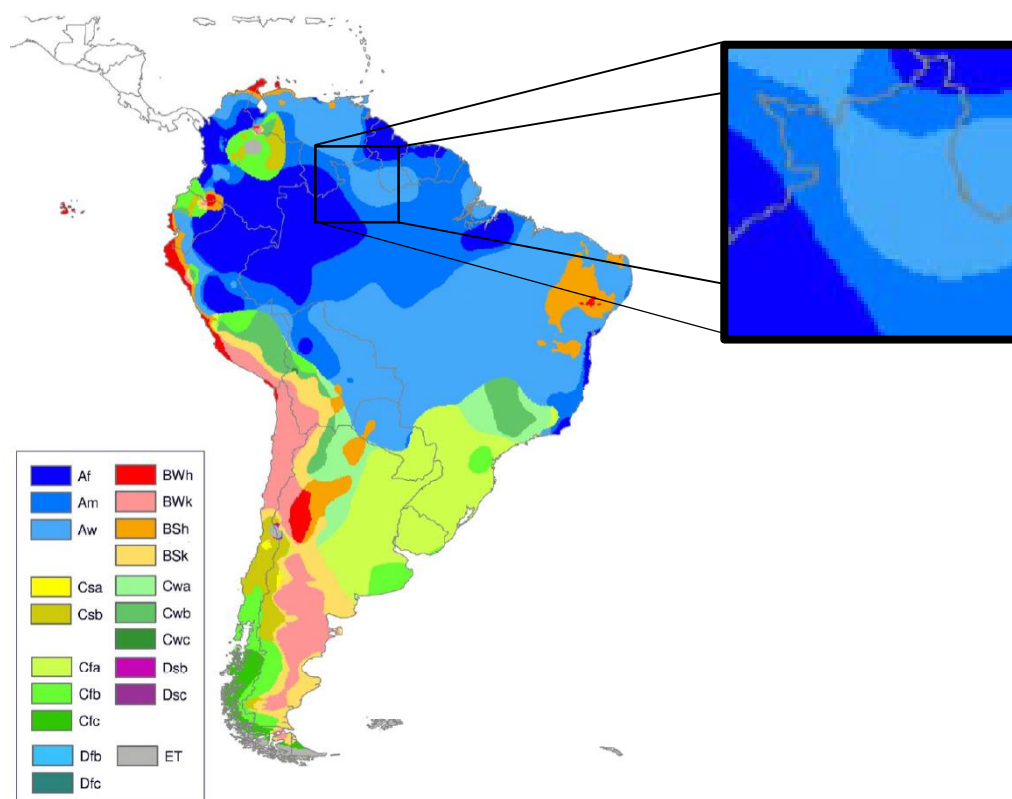 Af
Am
Aw
BWh
BWk
BSh
BSk
Csa
Csb
Cwa
Cwb
Cwc
Cfa
Cfb
Cfc
Dsb
Dsc
Dfb
Dfc
ET